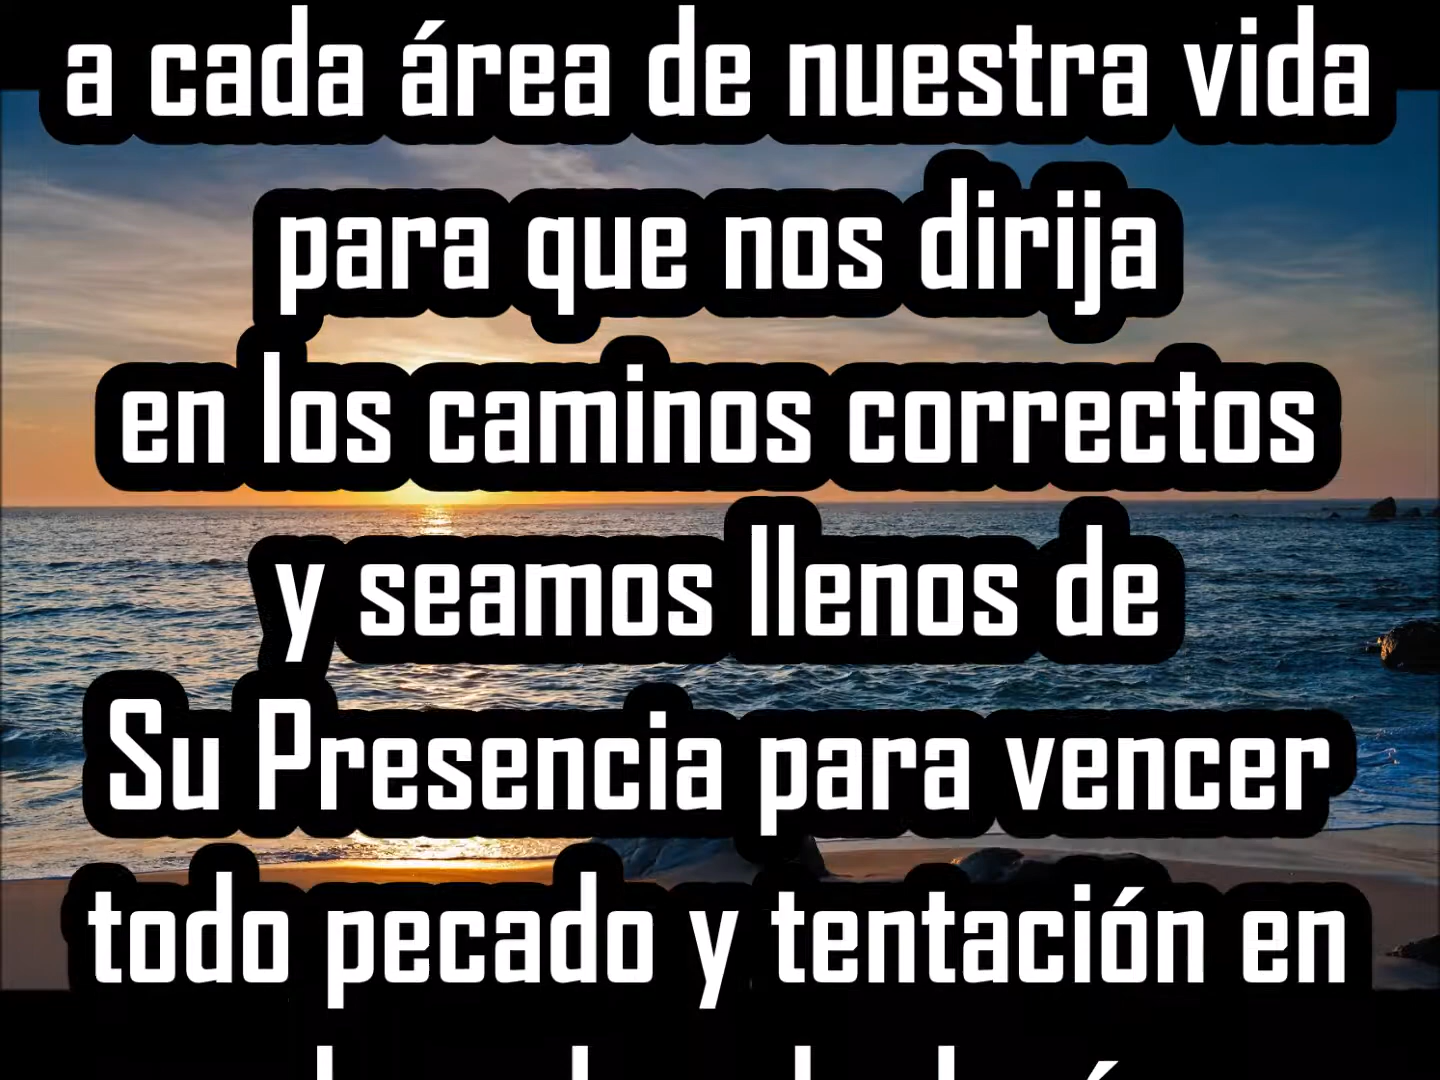 a cada área de nuestra vida
para que nos dirija
en los caminos correctos
y seamos llenos de
Su Presencia para vencer
todo pecado y tentación en